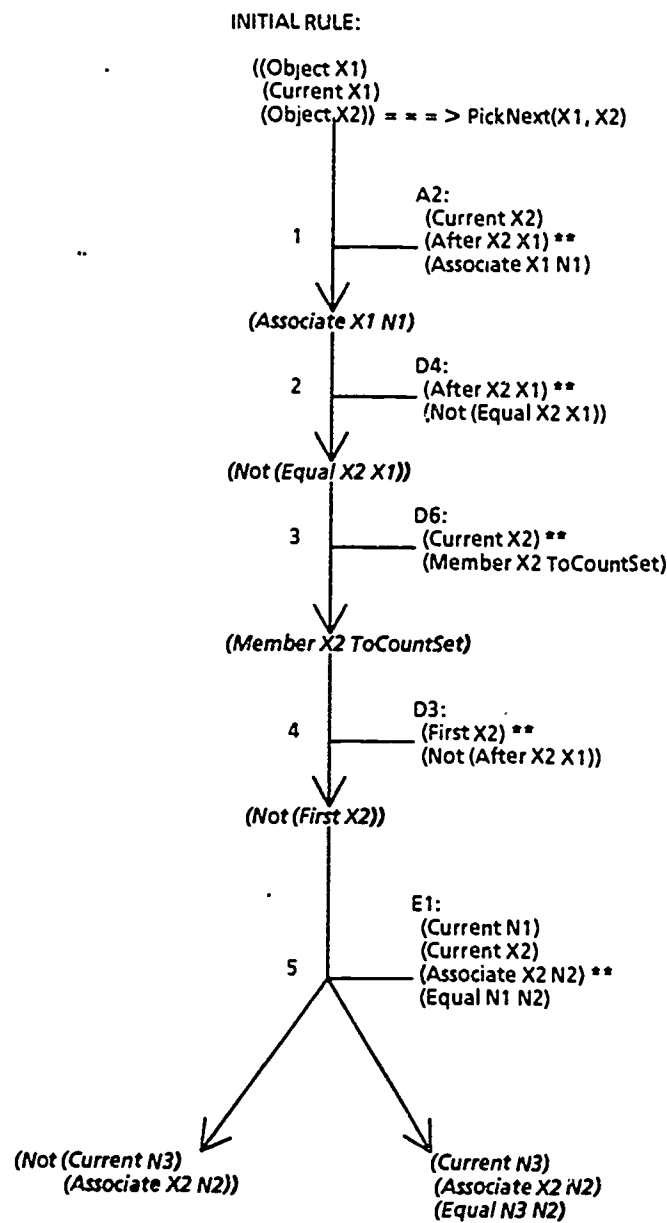 INITIAL RULE:
((Object X1)
(Current X1)
(Object X2)) = = = > PickNext(X1, X2)
A2:
(Current X2)
1
(After X2 X1) **
(Associate X1 N1)
(Associate X1 N1)
D4:
2
(After X2 X1) **
(Not (Equal X2 X1))
(Not (Equal X2 X1))
D6:
3
(Current X2) **
(Member X2 ToCountSet)
(Member X2 ToCountSet)
D3:
4
(First X2) **
(Not (After X2 X1))
(Not (First X2))
E1:
(Current N1)
(Current X2)
5
(Associate X2 N2) **
(Equal N1 N2)
(Not (Current N3)
(Associate X2 N2))
(Current N3)
(Associate X2 N2)
(Equal N3 N2)